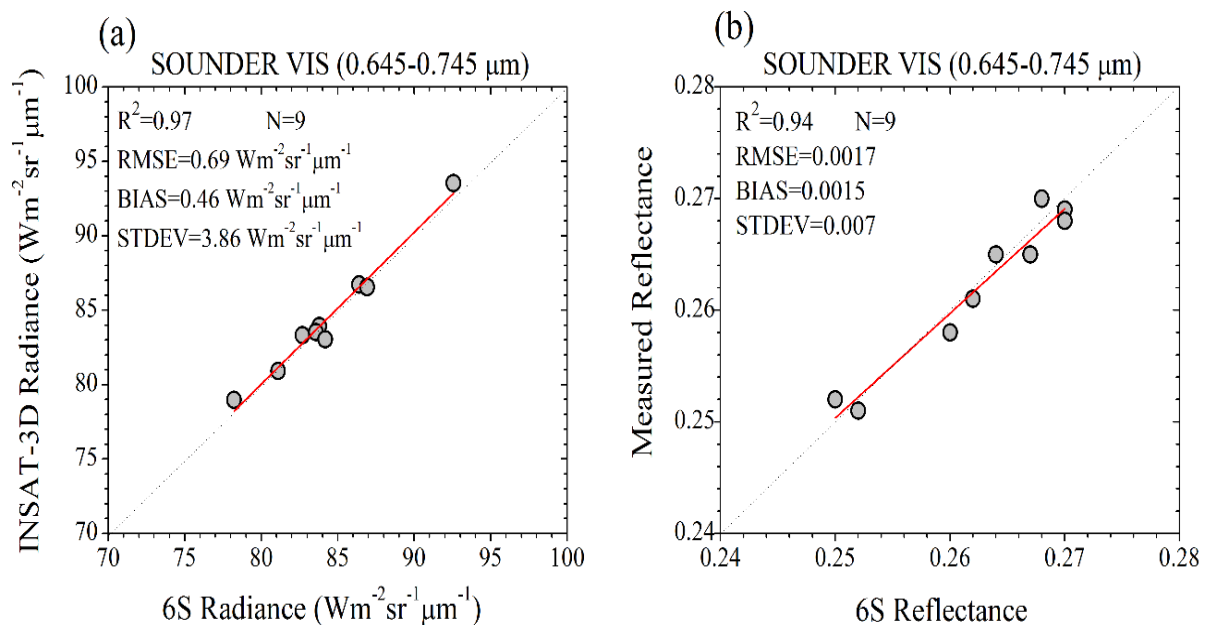 (a)
SOUNDER VIS (0.645-0.745 μm)
R²=0.97 N=9
RMSE=0.69 Wm⁻²sr⁻¹μm⁻¹
BIAS=0.46 Wm⁻²sr⁻¹μm⁻¹
STDEV=3.86 Wm⁻²sr⁻¹μm⁻¹
INSAT-3D Radiance (Wm⁻²sr⁻¹μm⁻¹)
100
95
90
85
80
75
70
70 75 80 85 90 95 100
6S Radiance (Wm⁻²sr⁻¹μm⁻¹)
(b)
SOUNDER VIS (0.645-0.745 μm)
R²=0.94 N=9
RMSE=0.0017
BIAS=0.0015
STDEV=0.007
Measured Reflectance
0.28
0.27
0.26
0.25
0.24
0.24 0.25 0.26 0.27 0.28
6S Reflectance